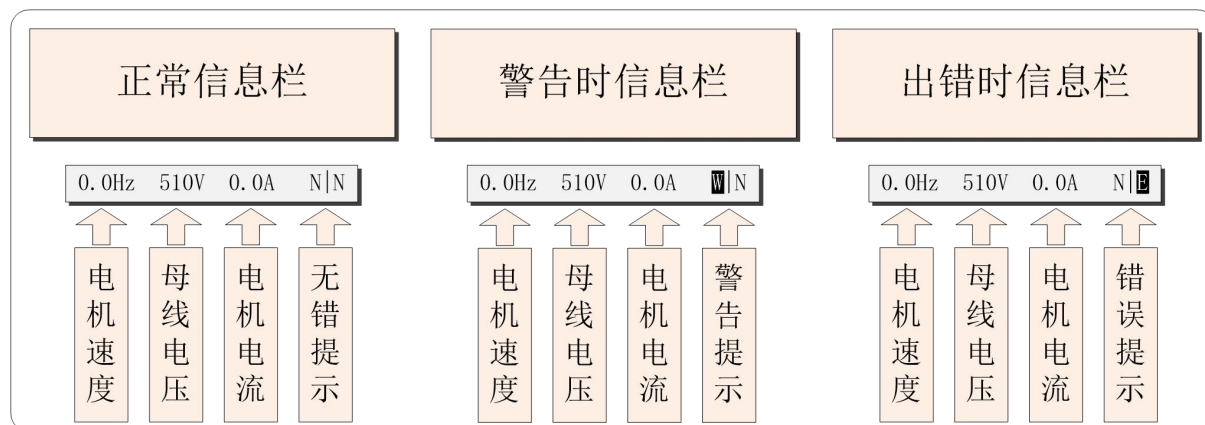 正常信息栏
0.0Hz 510V 0.0A N|N
电机速度
母线电压
电机电流
无错提示
警告时信息栏
0.0Hz 510V 0.0A W|N
电机速度
母线电压
电机电流
警告提示
出错时信息栏
0.0Hz 510V 0.0A N|E
电机速度
母线电压
电机电流
错误提示